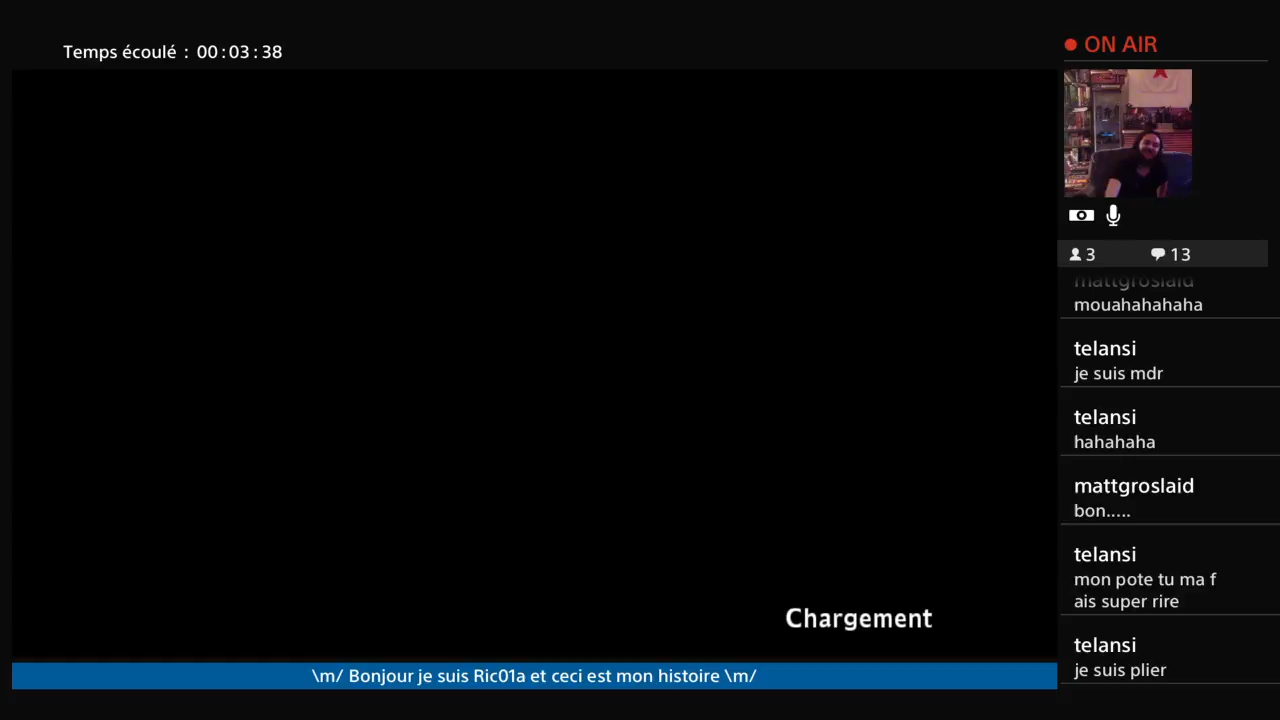 Temps écoulé : 00:03:38
ON AIR
3 13
mattgroslaid
mouahahahaha
telansi
je suis mdr
telansi
hahahaha
mattgroslaid
bon.....
telansi
mon pote tu ma f
ais super rire
telansi
je suis plier
Chargement
\m/ Bonjour je suis Ric01a et ceci est mon histoire \m/